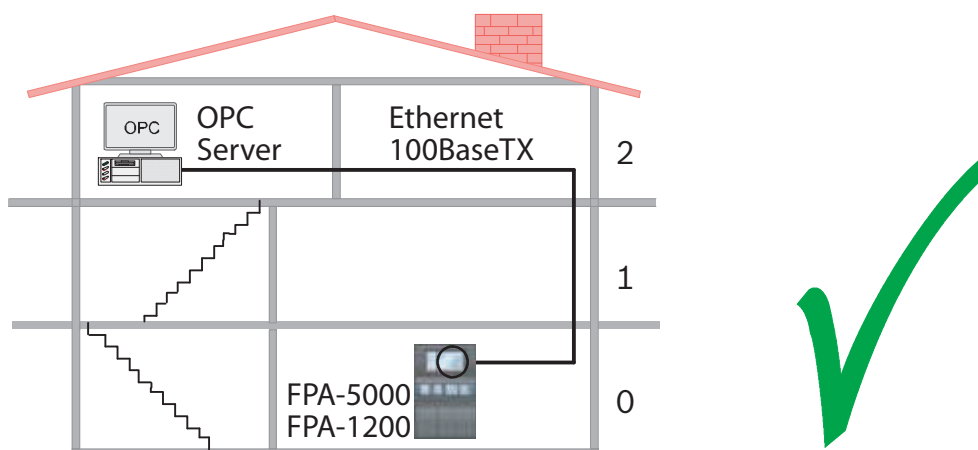 OPC
OPC
Server
Ethernet
100BaseTX
2
1
FPA-5000
FPA-1200
0